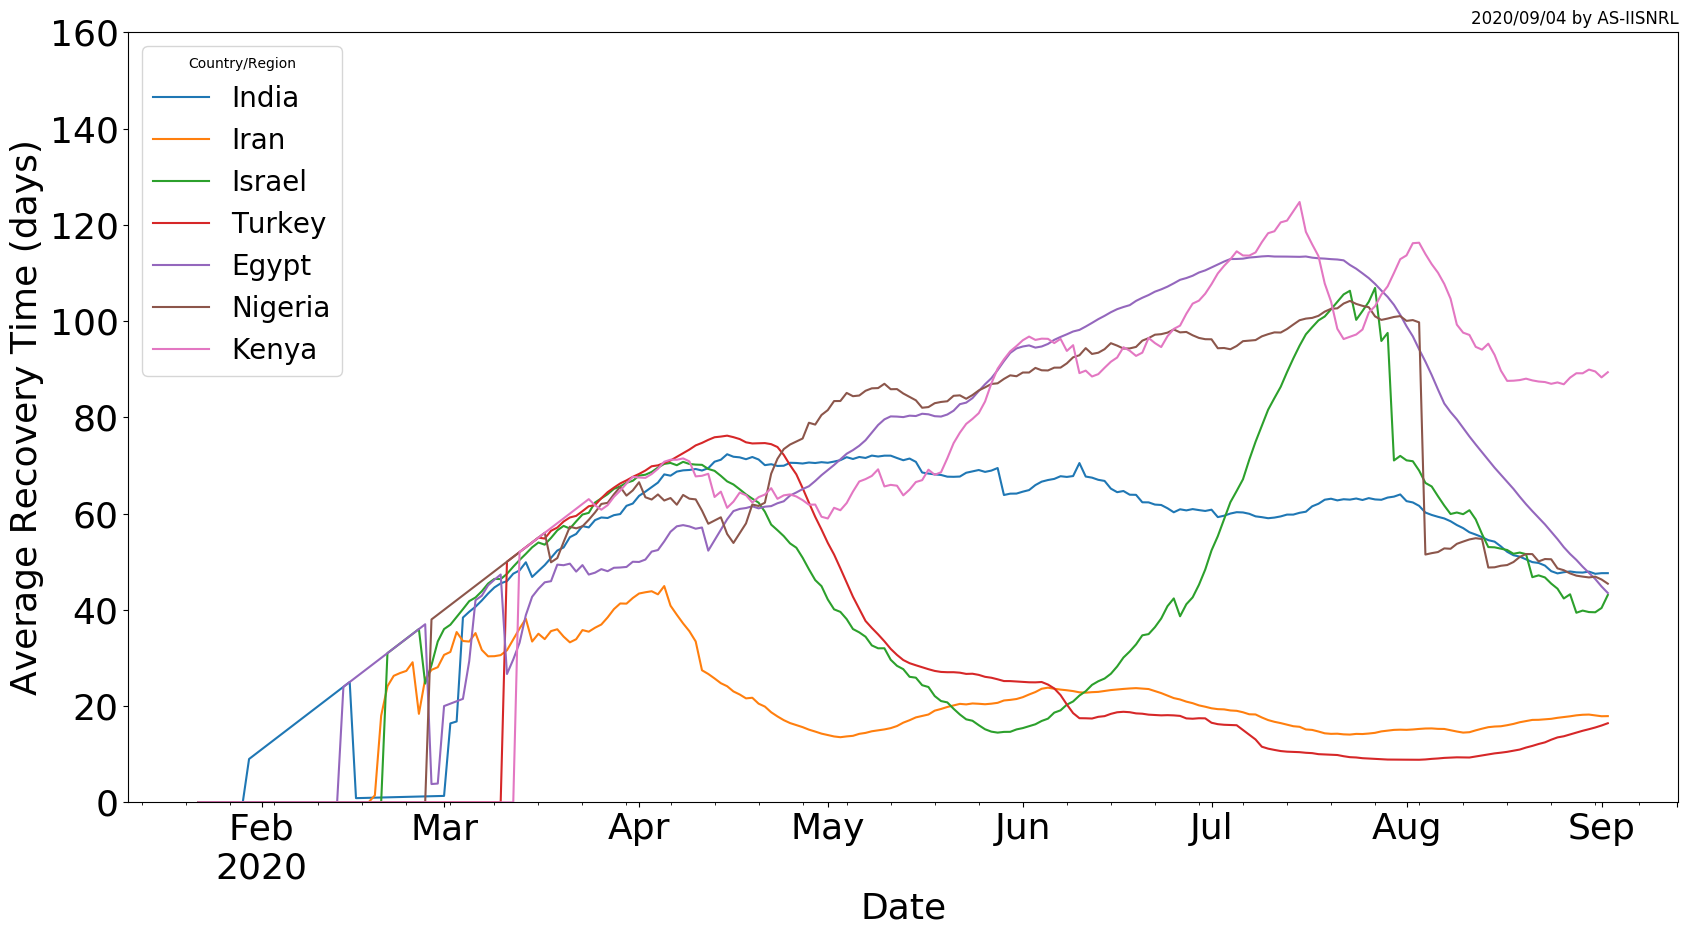 2020/09/04 by AS-IISNRL
Average Recovery Time (days)
160
140
120
100
80
60
40
20
0
Country/Region
India
Iran
Israel
Turkey
Egypt
Nigeria
Kenya
Feb Mar Apr May Jun Jul Aug Sep
2020
Date